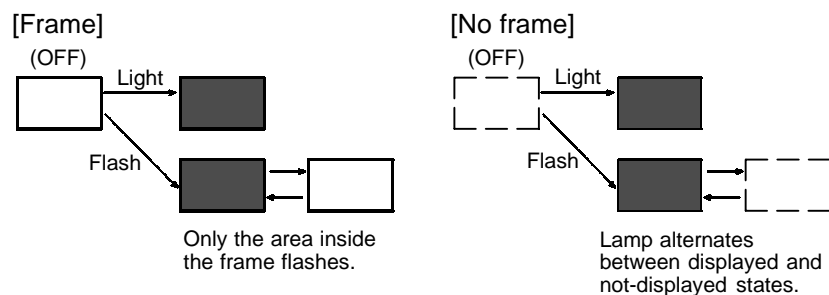 [Frame]
(OFF)
Light
Flash
Only the area inside
the frame flashes.
[No frame]
(OFF)
Light
Flash
Lamp alternates
between displayed and
not-displayed states.